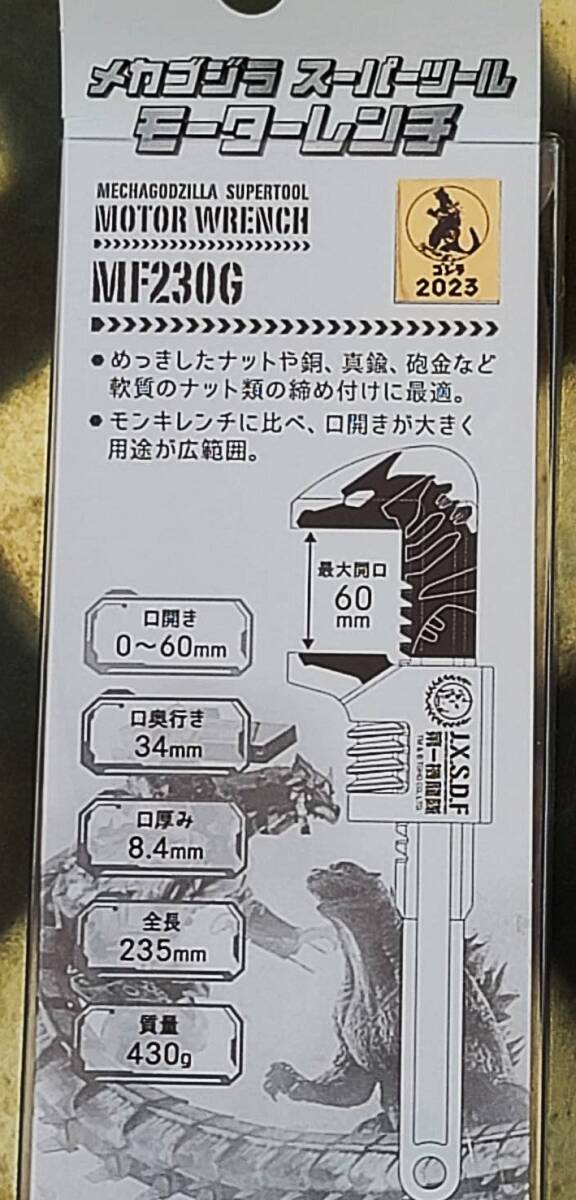 メカゴジラ スーパーツール
モーターレンチ
MECHAGODZILLA SUPERTOOL
MOTOR WRENCH
MF230G
ゴジラ
2023
●めっきしたナットや銅、真鍮、砲金など
軟質のナット類の締め付けに最適。
●モンキレンチに比べ、口開きが大きく
用途が広範囲。
最大開口
60
mm
口開き
0〜60mm
口奥行き
34mm
口厚み
8.4mm
全長
235mm
質量
430g
J.X.S.D.F
TM & © TOHO CO., LTD.